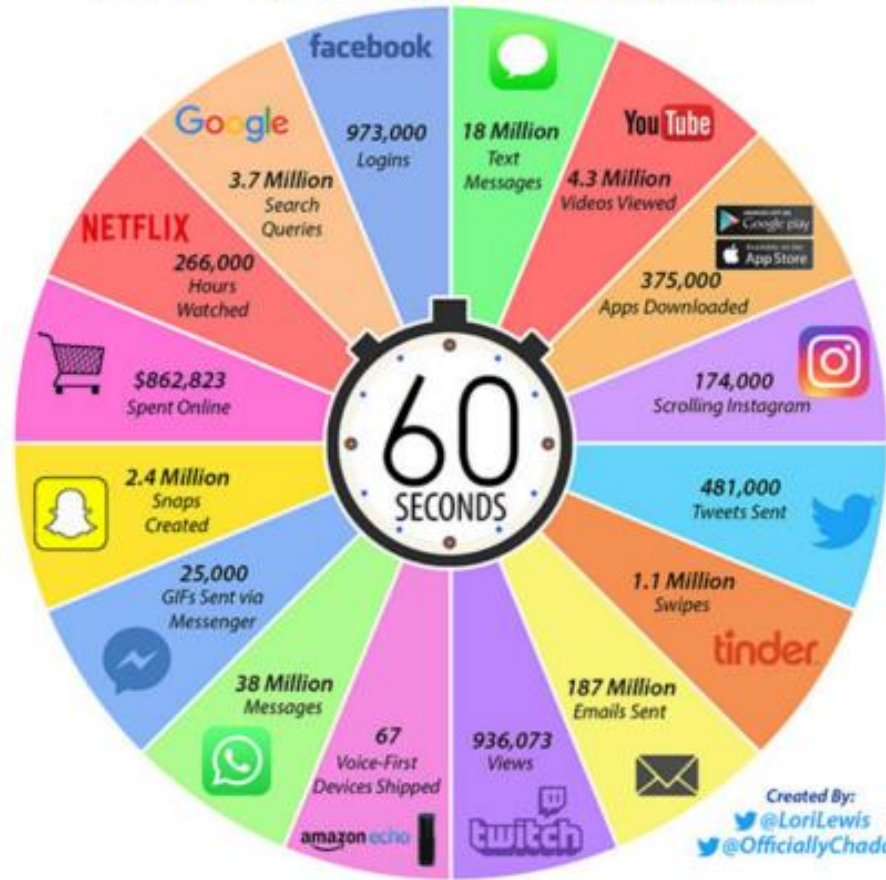 facebook
973,000
Logins
18 Million
Text
Messages
YouTube
4.3 Million
Videos Viewed
Google play
App Store
375,000
Apps Downloaded
174,000
Scrolling Instagram
481,000
Tweets Sent
1.1 Million
Swipes
tinder
187 Million
Emails Sent
936,073
Views
twitch
67
Voice-First
Devices Shipped
amazon echo
38 Million
Messages
25,000
GIFs Sent via
Messenger
2.4 Million
Snaps
Created
$862,823
Spent Online
NETFLIX
266,000
Hours
Watched
Google
3.7 Million
Search
Queries
60
SECONDS
Created By:
@LoriLewis